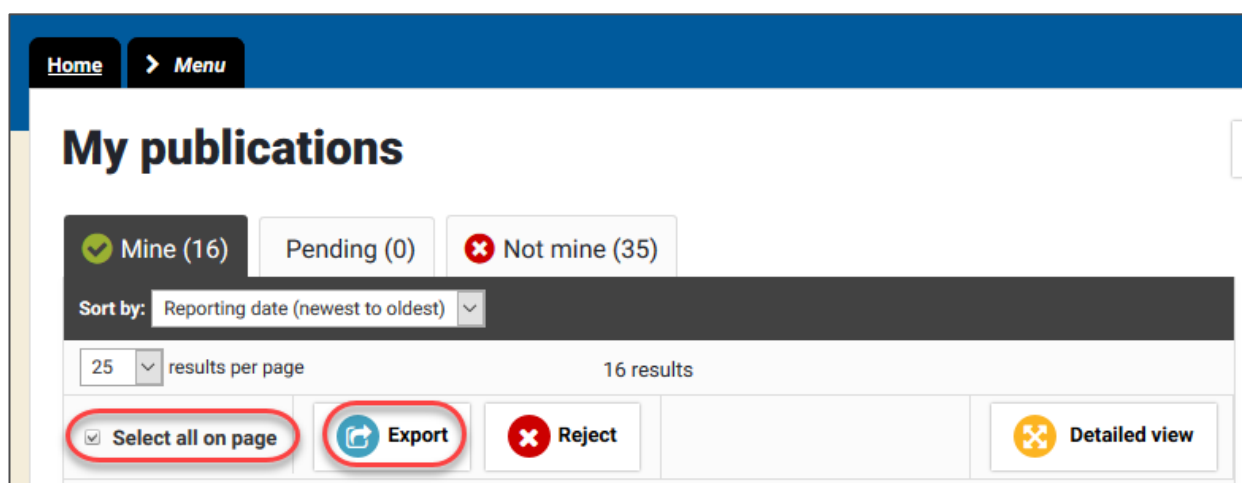 Home
Menu
My publications
Mine (16)
Pending (0)
Not mine (35)
Sort by: Reporting date (newest to oldest)
25 results per page
16 results
Select all on page
Export
Reject
Detailed view